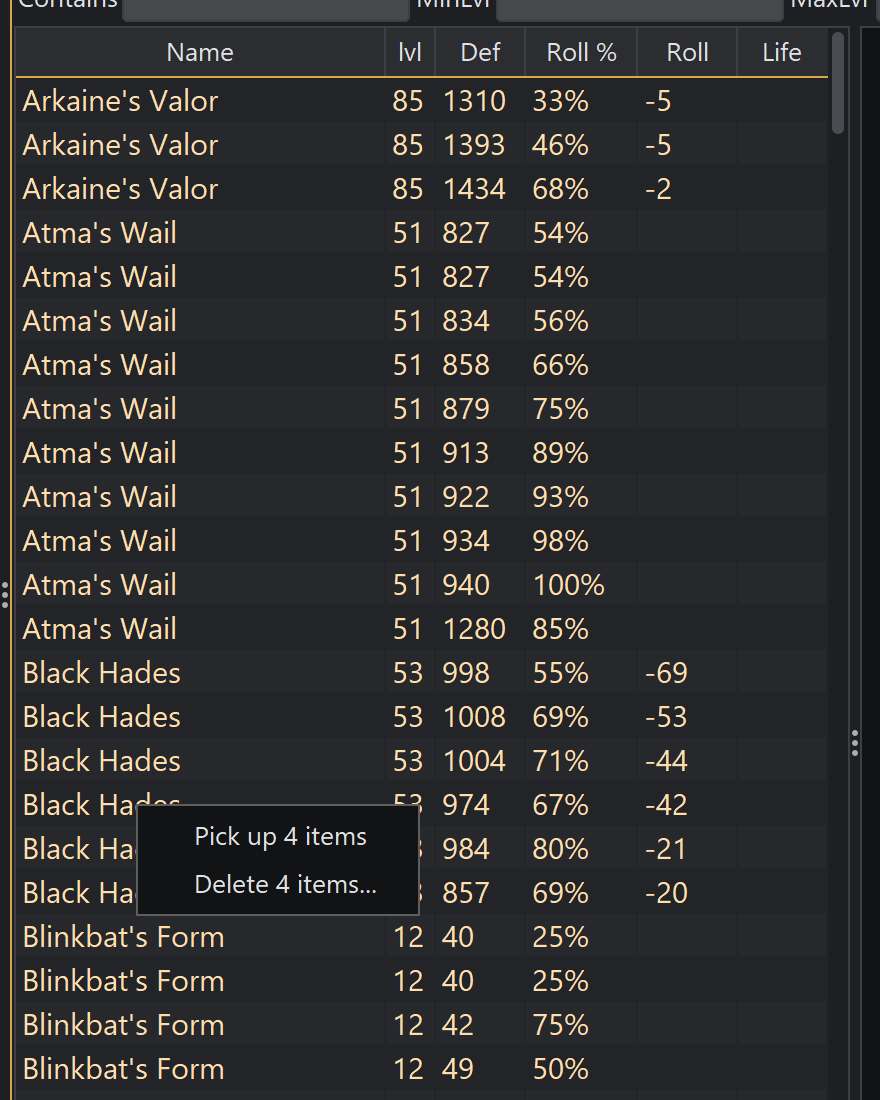 Contains MinLvl MaxLvl
Name lvl Def Roll % Roll Life
Arkaine's Valor 85 1310 33% -5
Arkaine's Valor 85 1393 46% -5
Arkaine's Valor 85 1434 68% -2
Atma's Wail 51 827 54%
Atma's Wail 51 827 54%
Atma's Wail 51 834 56%
Atma's Wail 51 858 66%
Atma's Wail 51 879 75%
Atma's Wail 51 913 89%
Atma's Wail 51 922 93%
Atma's Wail 51 934 98%
Atma's Wail 51 940 100%
Atma's Wail 51 1280 85%
Black Hades 53 998 55% -69
Black Hades 53 1008 69% -53
Black Hades 53 1004 71% -44
Black Hades 53 974 67% -42
Pick up 4 items
Black 984 80% -21
Delete 4 items...
Black 857 69% -20
Blinkbat's Form 12 40 25%
Blinkbat's Form 12 40 25%
Blinkbat's Form 12 42 75%
Blinkbat's Form 12 49 50%